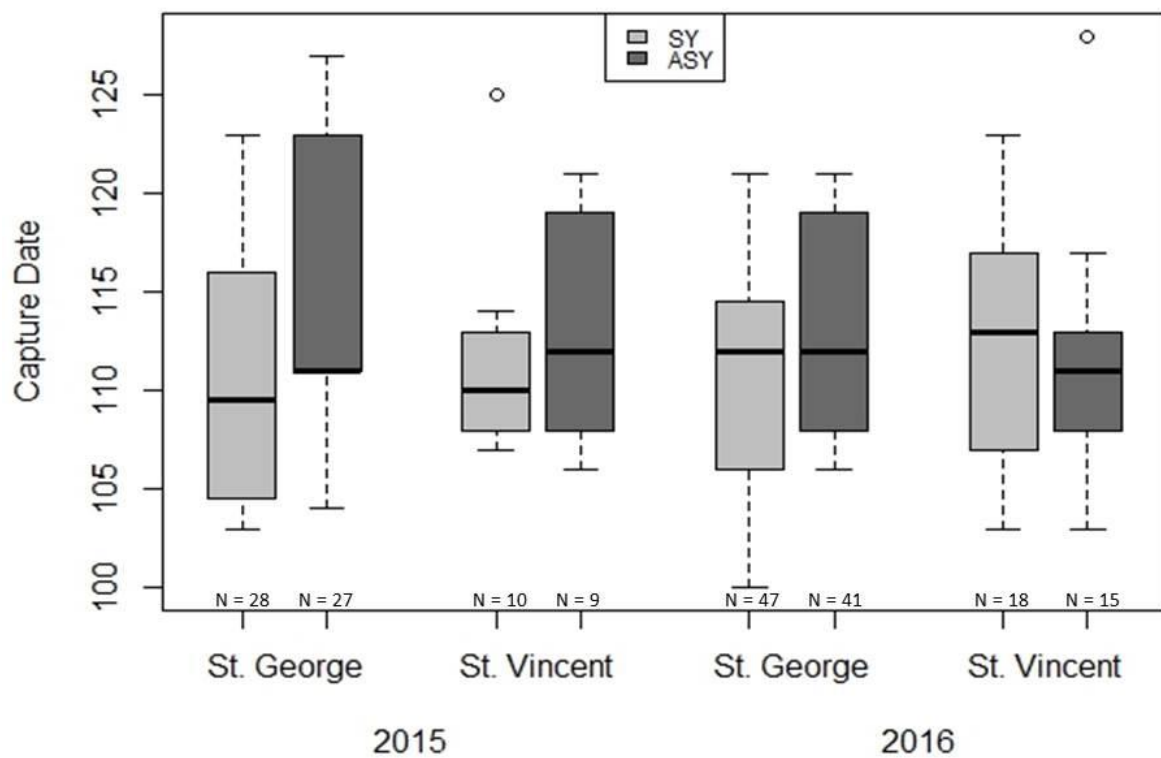 SY
ASY
Capture Date
125
120
115
110
105
100
N = 28 N = 27 N = 10 N = 9 N = 47 N = 41 N = 18 N = 15
St. George St. Vincent St. George St. Vincent
2015 2016